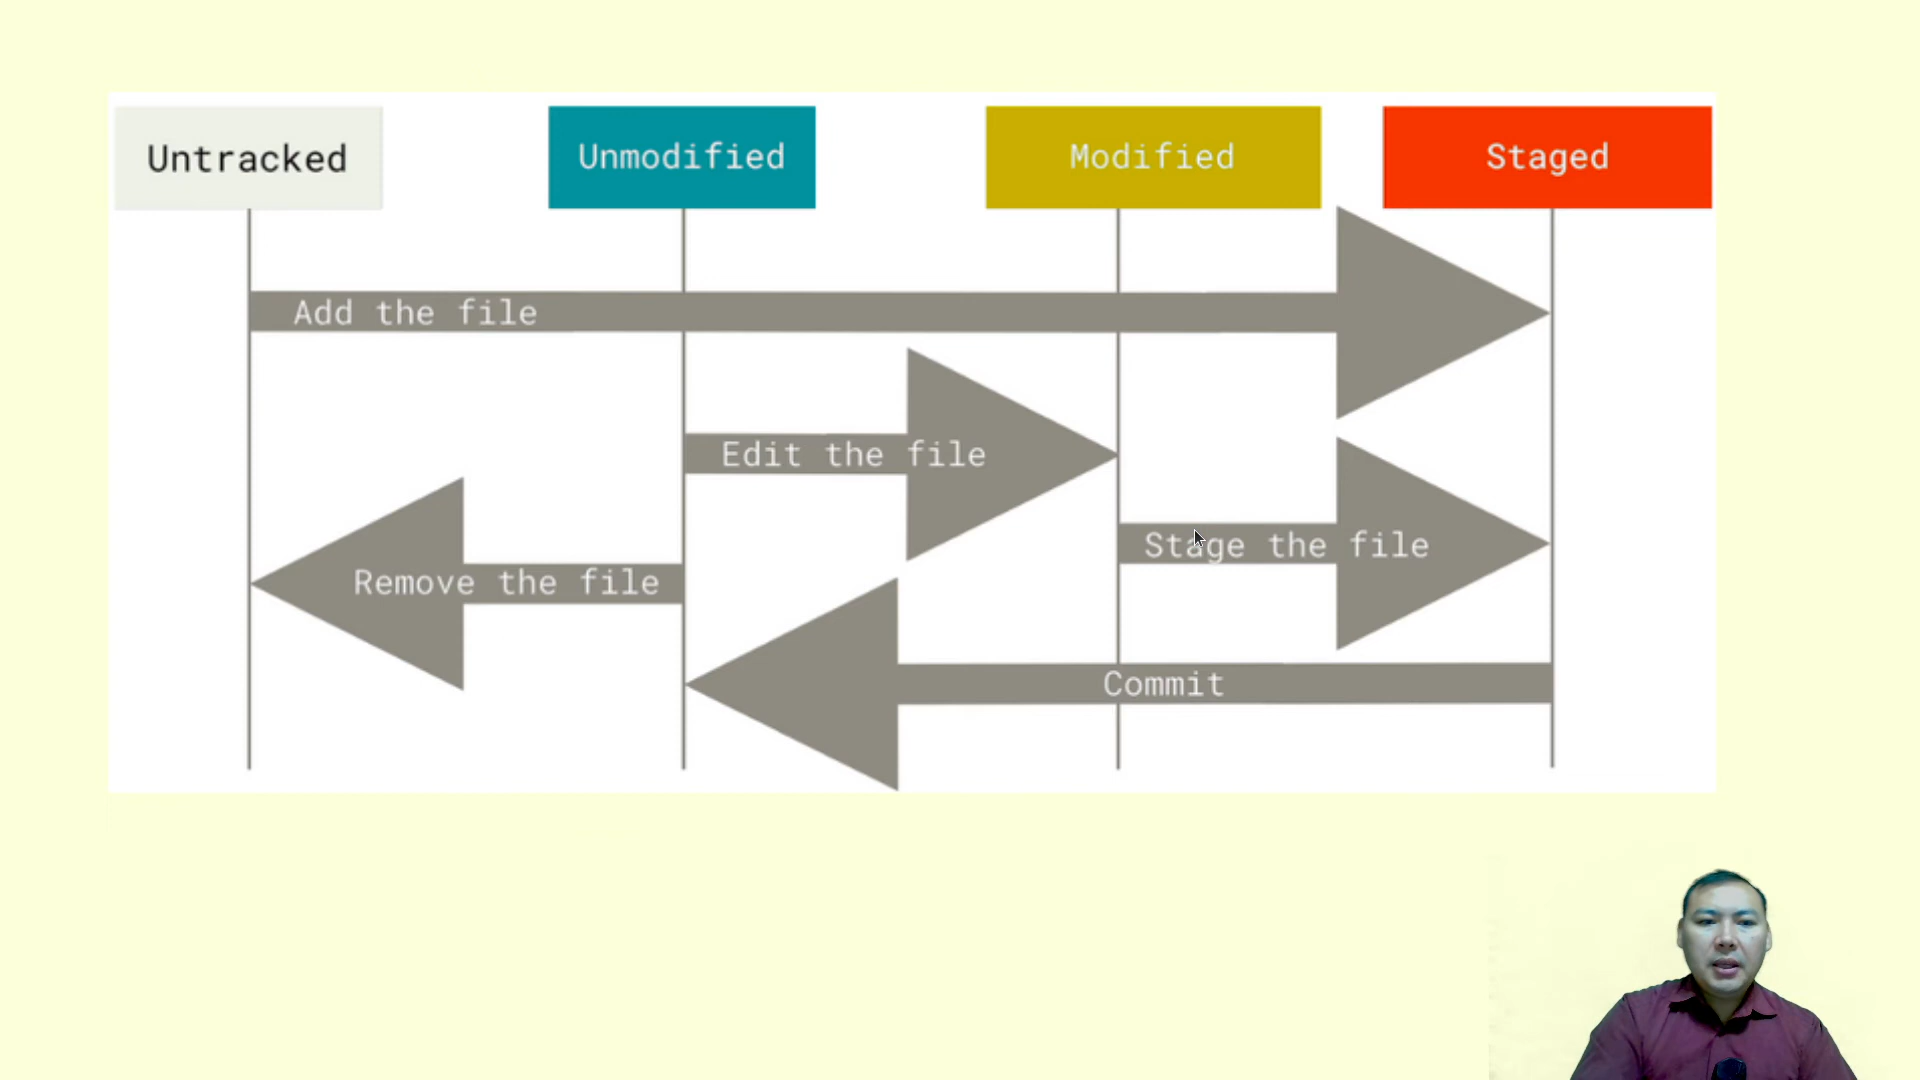 Untracked
Unmodified
Modified
Staged
Add the file
Edit the file
Stage the file
Remove the file
Commit